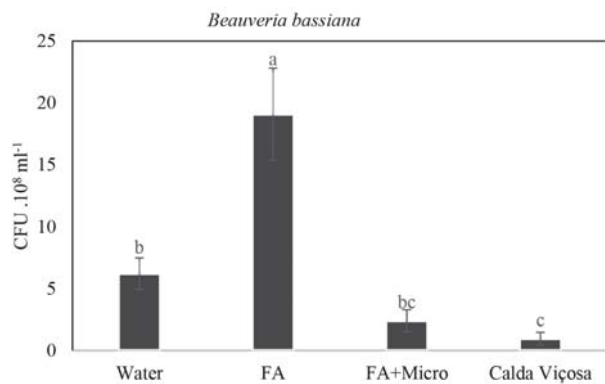 Beauveria bassiana
25
20
15
10
5
0
CFU .10⁸ ml⁻¹
a
b
bc
c
Water FA FA+Micro Calda Viçosa